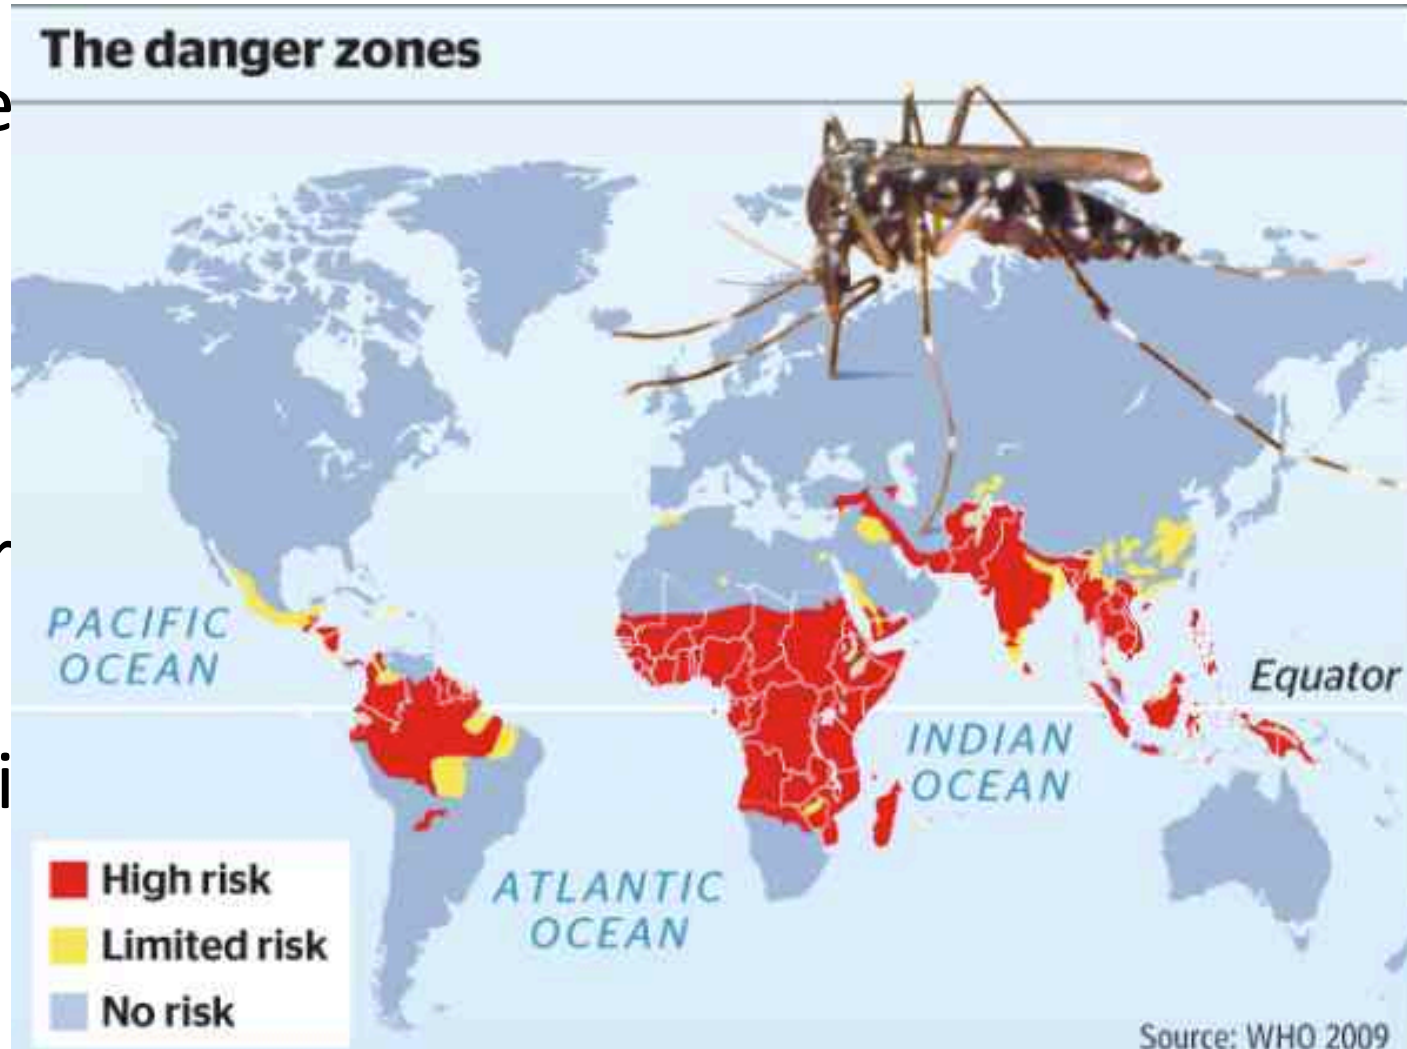 The danger zones
e
r
i
PACIFIC
OCEAN
Equator
INDIAN
OCEAN
ATLANTIC
OCEAN
High risk
Limited risk
No risk
Source: WHO 2009